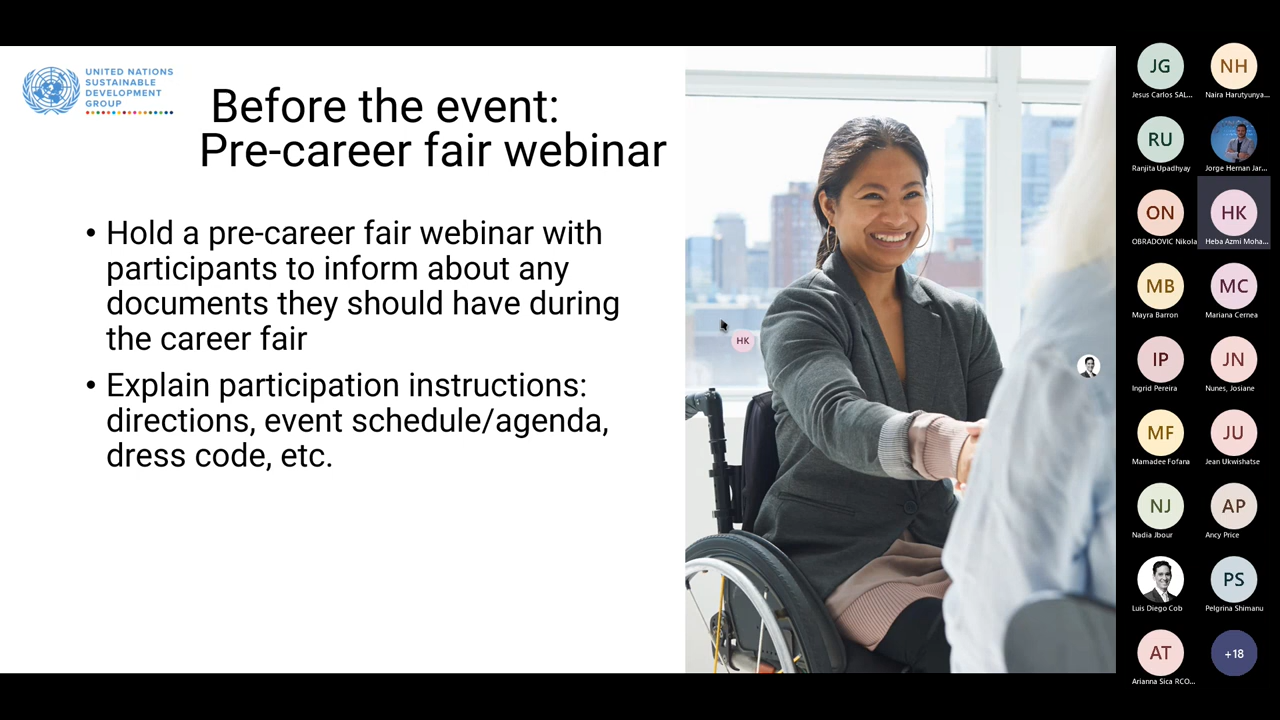 UNITED NATIONS
SUSTAINABLE
DEVELOPMENT
GROUP
Before the event:
Pre-career fair webinar
• Hold a pre-career fair webinar with
participants to inform about any
documents they should have during
the career fair
• Explain participation instructions:
directions, event schedule/agenda,
dress code, etc.
HK
JG
NH
Jesus Carlos SAL...
Naira Harutyunya...
RU
Ranjita Upadhyay
Jorge Hernan Jar...
ON
HK
OBRADOVIC Nikola
Heba Azmi Moha...
MB
MC
Mayra Barron
Mariana Cernea
IP
JN
Ingrid Pereira
Nunes, Josiane
MF
JU
Mamadee Fofana
Jean Ukwishatse
NJ
AP
Nadia Jbour
Ancy Price
PS
Luis Diego Cob
Pelgrina Shimanu
AT
+18
Arianna Sica RCO...